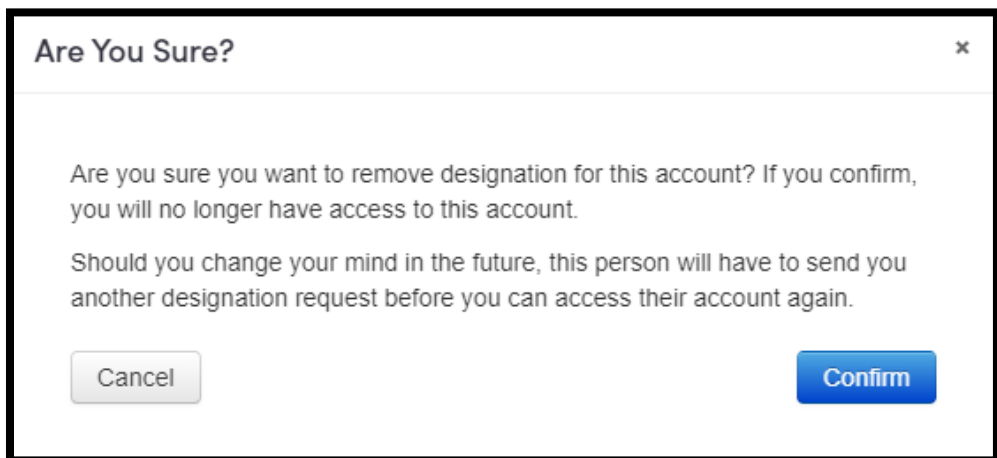 Are You Sure?
×
Are you sure you want to remove designation for this account? If you confirm,
you will no longer have access to this account.
Should you change your mind in the future, this person will have to send you
another designation request before you can access their account again.
Cancel
Confirm